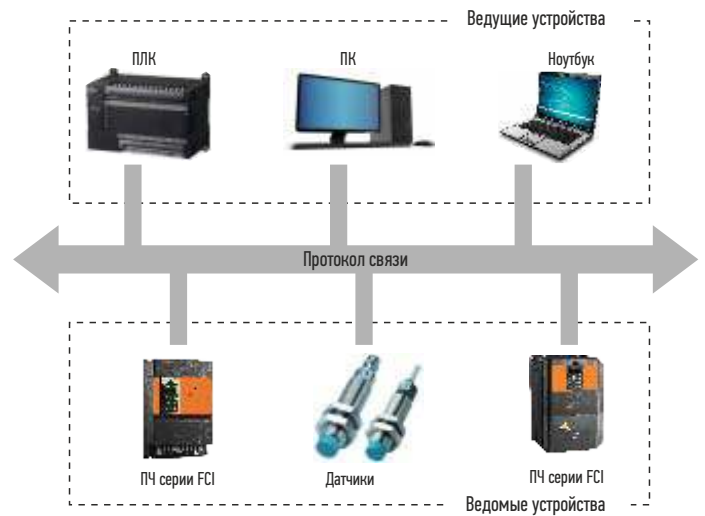 Ведущие устройства
ПЛК
ПК
Ноутбук
Протокол связи
ПЧ серии FCI
Датчики
ПЧ серии FCI
Ведомые устройства